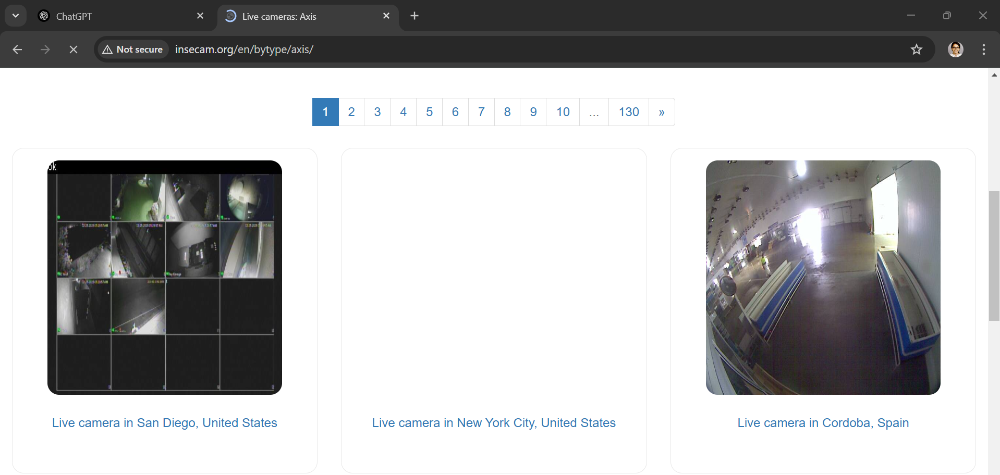 ChatGPT
Live cameras: Axis
Not secure
insecam.org/en/bytype/axis/
1 2 3 4 5 6 7 8 9 10 ... 130 »
ok
Live camera in San Diego, United States
Live camera in New York City, United States
Live camera in Cordoba, Spain